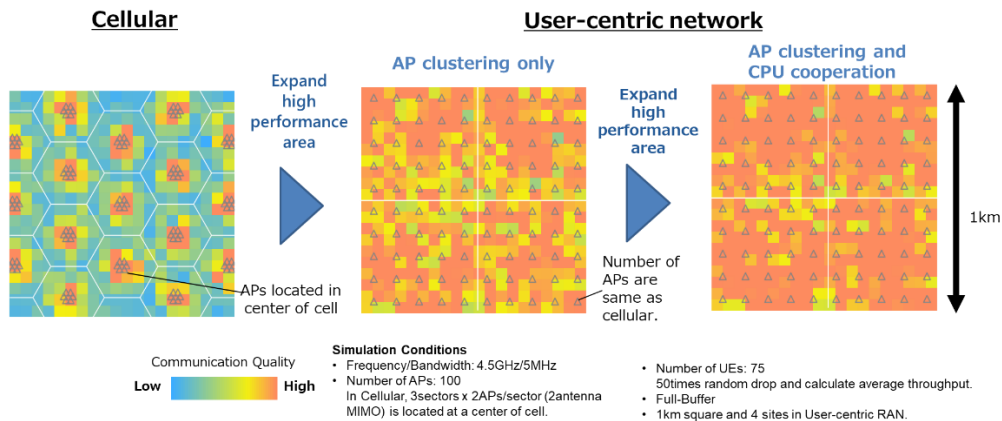 Cellular
User-centric network
AP clustering only
AP clustering and
CPU cooperation
Expand
high
performance
area
Expand
high
performance
area
1km
APs located in
center of cell
Number of
APs are
same as
cellular.
Communication Quality
Low
High
Simulation Conditions
• Frequency/Bandwidth: 4.5GHz/5MHz
• Number of APs: 100
In Cellular, 3sectors x 2APs/sector (2antenna
MIMO) is located at a center of cell.
• Number of UEs: 75
50times random drop and calculate average throughput.
• Full-Buffer
• 1km square and 4 sites in User-centric RAN.